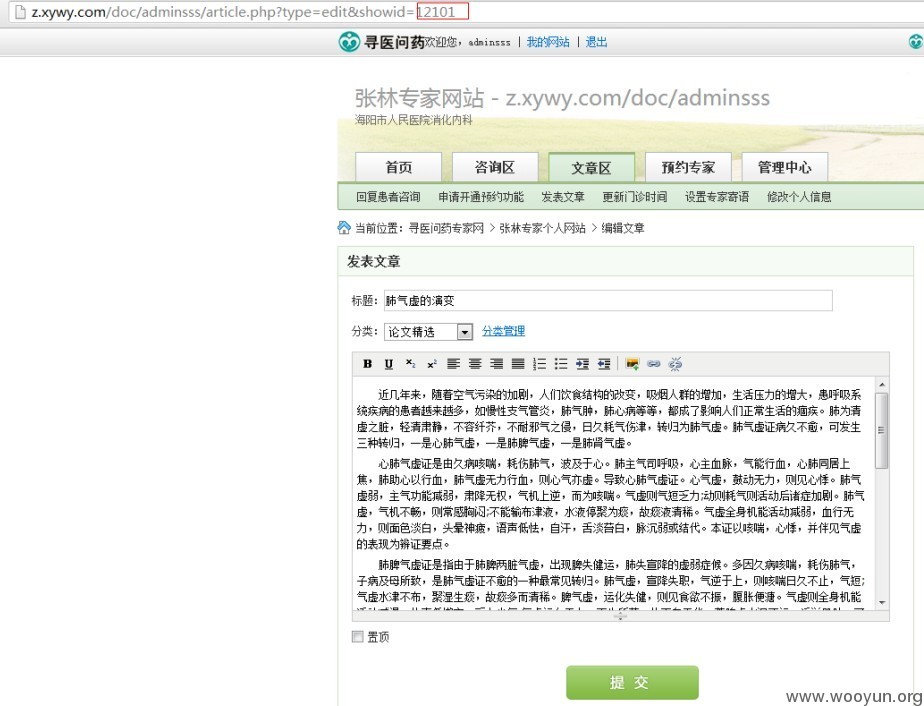 z.xywy.com/doc/adminsss/article.php?type=edit&showid=12101
寻医问药 欢迎您，adminsss | 我的网站 | 退出
张林专家网站 - z.xywy.com/doc/adminsss
海阳市人民医院消化内科
首页 咨询区 文章区 预约专家 管理中心
回复患者咨询 申请开通预约功能 发表文章 更新门诊时间 设置专家寄语 修改个人信息
当前位置：寻医问药专家网 > 张林专家个人网站 > 编辑文章
发表文章
标题：肺气虚的演变
分类：论文精选 分类管理
B U ×₂ ×²
近几年来，随着空气污染的加剧，人们饮食结构的改变，吸烟人群的增加，生活压力的增大，患呼吸系
统疾病的患者越来越多，如慢性支气管炎，肺气肿，肺心病等等，都成了影响人们正常生活的痼疾。肺为清
虚之脏，轻清肃静，不容纤芥，不耐邪气之侵，日久耗气伤津，转归为肺气虚。肺气虚证病久不愈，可发生
三种转归，一是心肺气虚，一是肺脾气虚，一是肺肾气虚。
心肺气虚证是由久病咳喘，耗伤肺气，波及于心。肺主气司呼吸，心主血脉，气能行血，心肺同居上
焦，肺助心以行血，肺气虚无力行血，则心气亦虚。导致心肺气虚证。心气虚，鼓动无力，则见心悸。肺气
虚弱，主气功能减弱，肃降无权，气机上逆，而为咳喘。气虚则气短乏力;动则耗气则活动后诸症加剧。肺气
虚，气机不畅，则常感胸闷;不能输布津液，水液停聚为痰，故痰液清稀。气虚全身机能活动减弱，血行无
力，则面色淡白，头晕神疲，语声低怯，自汗，舌淡苔白，脉沉弱或结代。本证以咳喘，心悸，并伴见气虚
的表现为辨证要点。
肺脾气虚证是指由于肺脾两脏气虚，出现脾失健运，肺失宣降的虚弱症候。多因久病咳喘，耗伤肺气，
子病及母所致，是肺气虚证不愈的一种最常见转归。肺气虚，宣降失职，气逆于上，则咳喘日久不止，气短;
气虚水津不布，聚湿生痰，故痰多而清稀。脾气虚，运化失健，则见食欲不振，腹胀便溏。气虚则全身机能
置顶
提 交
www.wooyun.org